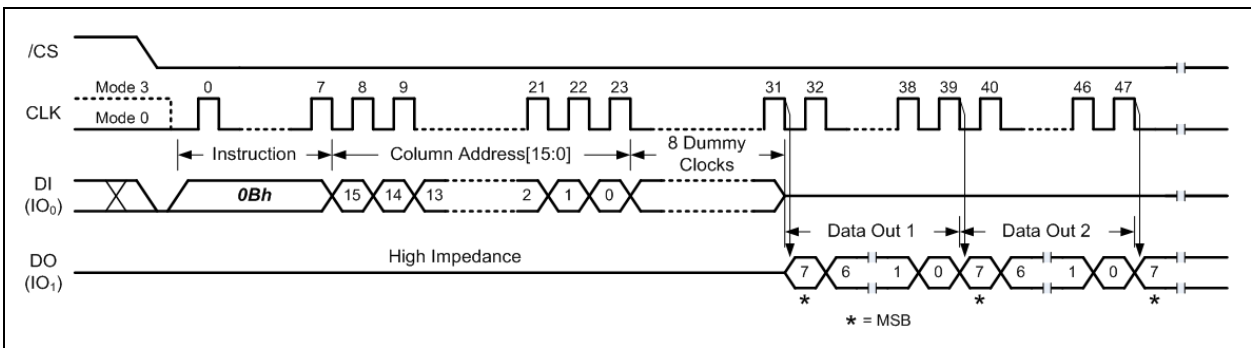 /CS
Mode 3 0 7 8 9 21 22 23 31 32 38 39 40 46 47
CLK
Mode 0
Instruction Column Address[15:0] 8 Dummy Clocks
DI
(IO0)
0Bh 15 14 13 2 1 0
Data Out 1 Data Out 2
DO
(IO1)
High Impedance
7 6 1 0 7 6 1 0 7
* * *
* = MSB